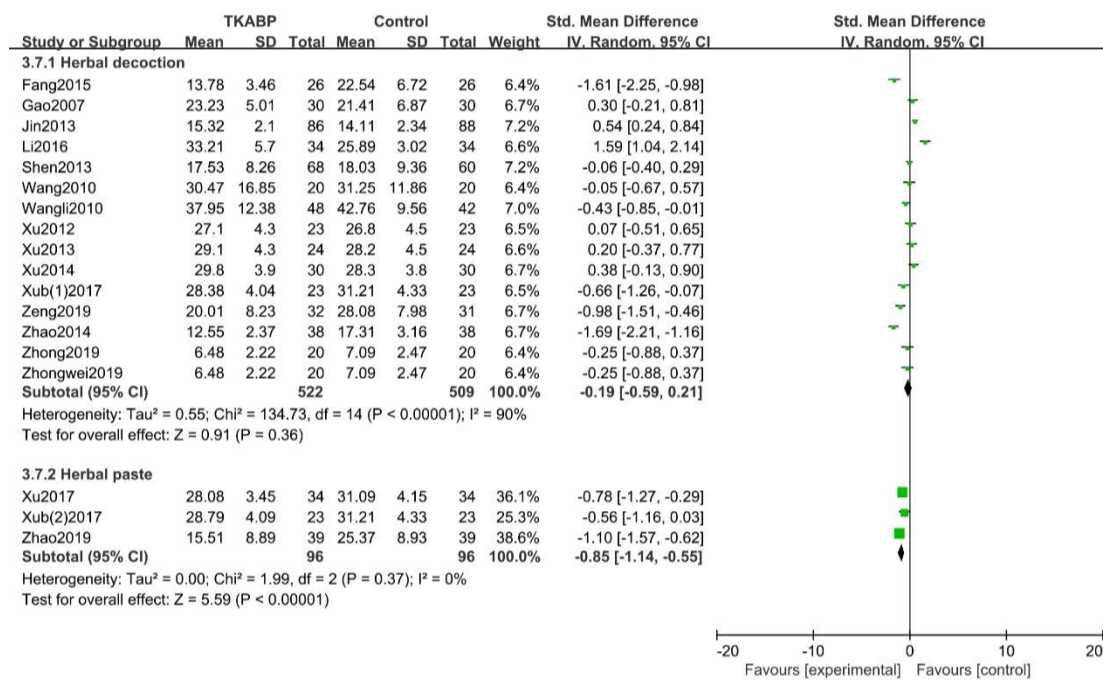 TKABP Control Std. Mean Difference Std. Mean Difference
Study or Subgroup Mean SD Total Mean SD Total Weight IV. Random. 95% CI IV. Random. 95% CI
3.7.1 Herbal decoction
Fang2015 13.78 3.46 26 22.54 6.72 26 6.4% -1.61 [-2.25, -0.98]
Gao2007 23.23 5.01 30 21.41 6.87 30 6.7% 0.30 [-0.21, 0.81]
Jin2013 15.32 2.1 86 14.11 2.34 88 7.2% 0.54 [0.24, 0.84]
Li2016 33.21 5.7 34 25.89 3.02 34 6.6% 1.59 [1.04, 2.14]
Shen2013 17.53 8.26 68 18.03 9.36 60 7.1% -0.06 [-0.40, 0.29]
Wang2010 30.47 16.85 20 31.25 11.86 20 6.4% -0.05 [-0.67, 0.57]
Wangli2010 37.95 12.38 48 42.76 9.56 42 7.0% -0.43 [-0.85, -0.01]
Xu2012 27.1 4.3 23 26.8 4.5 23 6.5% 0.07 [-0.51, 0.65]
Xu2013 29.1 4.3 24 28.2 4.5 24 6.6% 0.20 [-0.37, 0.77]
Xu2014 29.8 3.9 30 28.3 3.8 30 6.7% 0.38 [-0.13, 0.90]
Xub(1)2017 28.38 4.04 23 31.21 4.33 23 6.5% -0.66 [-1.26, -0.07]
Zeng2019 20.01 8.23 32 28.08 7.98 31 6.7% -0.98 [-1.51, -0.46]
Zhao2014 12.55 2.37 38 17.31 3.16 38 6.7% -1.69 [-2.21, -1.16]
Zhong2019 6.48 2.22 20 7.09 2.47 20 6.4% -0.25 [-0.88, 0.37]
Zhongwei2019 6.48 2.22 20 7.09 2.47 20 6.4% -0.25 [-0.88, 0.37]
Subtotal (95% CI) 522 509 100.0% -0.19 [-0.59, 0.21]
Heterogeneity: Tau² = 0.55; Chi² = 134.73, df = 14 (P < 0.00001); I² = 90%
Test for overall effect: Z = 0.91 (P = 0.36)
3.7.2 Herbal paste
Xu2017 28.08 3.45 34 31.09 4.15 34 36.1% -0.78 [-1.27, -0.29]
Xub(2)2017 28.79 4.09 23 31.21 4.33 23 25.3% -0.56 [-1.16, 0.03]
Zhao2019 15.51 8.89 39 25.37 8.93 39 38.6% -1.10 [-1.57, -0.62]
Subtotal (95% CI) 96 96 100.0% -0.85 [-1.14, -0.55]
Heterogeneity: Tau² = 0.00; Chi² = 1.99, df = 2 (P = 0.37); I² = 0%
Test for overall effect: Z = 5.59 (P < 0.00001)
-20 -10 0 10 20
Favours [experimental] Favours [control]